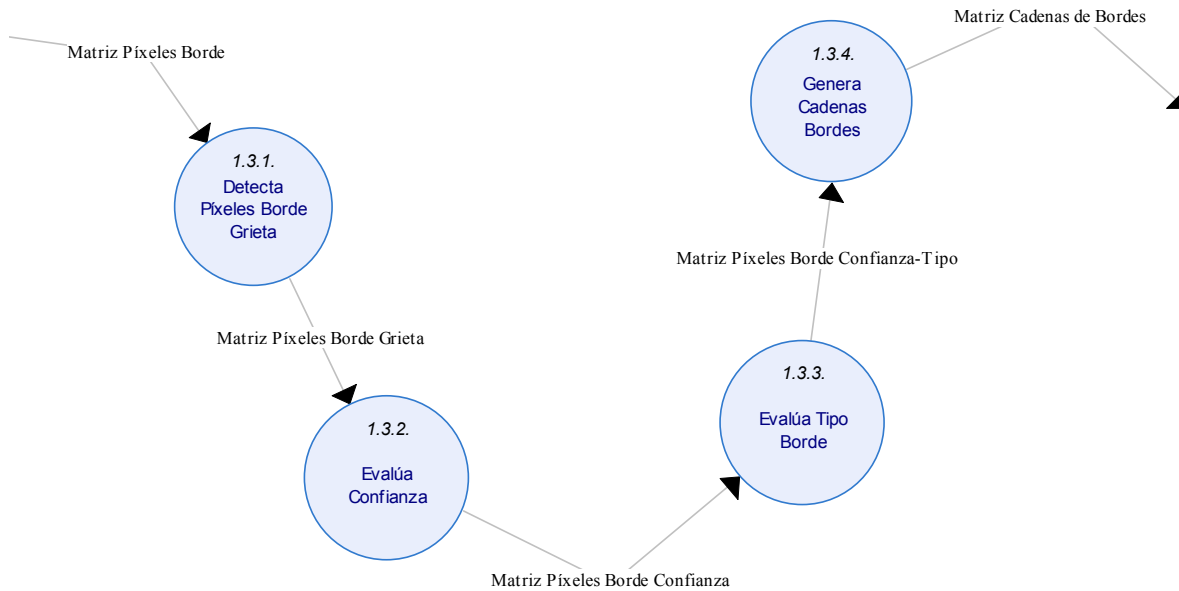 Matriz Píxeles Borde
1.3.1.
Detecta
Píxeles Borde
Grieta
Matriz Píxeles Borde Grieta
1.3.2.
Evalúa
Confianza
Matriz Píxeles Borde Confianza
1.3.3.
Evalúa Tipo
Borde
Matriz Píxeles Borde Confianza-Tipo
1.3.4.
Genera
Cadenas
Bordes
Matriz Cadenas de Bordes